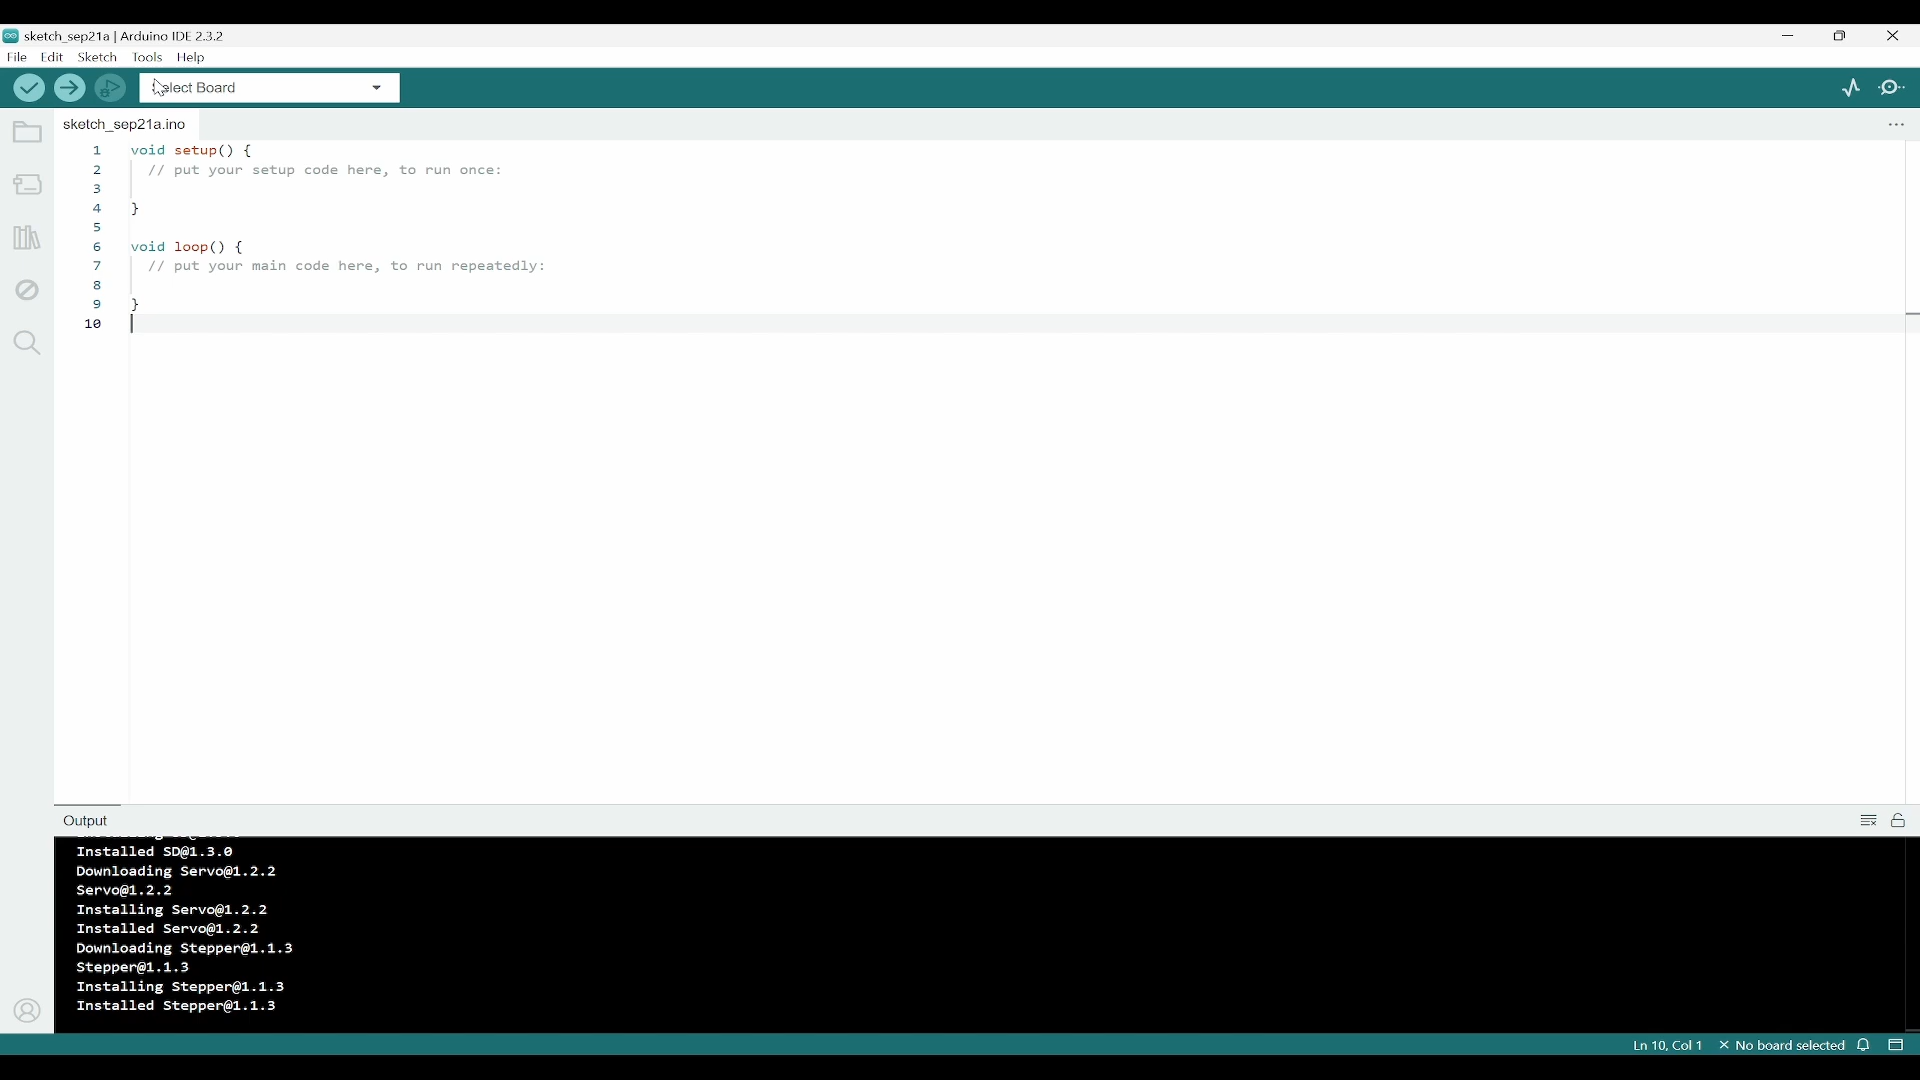 sketch_sep21a | Arduino IDE 2.3.2
File Edit Sketch Tools Help
Select Board
sketch_sep21a.ino
1 void setup() {
2 // put your setup code here, to run once:
3
4 }
5
6 void loop() {
7 // put your main code here, to run repeatedly:
8
9 }
10
Output
Installed SD@1.3.0
Downloading Servo@1.2.2
Servo@1.2.2
Installing Servo@1.2.2
Installed Servo@1.2.2
Downloading Stepper@1.1.3
Stepper@1.1.3
Installing Stepper@1.1.3
Installed Stepper@1.1.3
Ln 10, Col 1 × No board selected